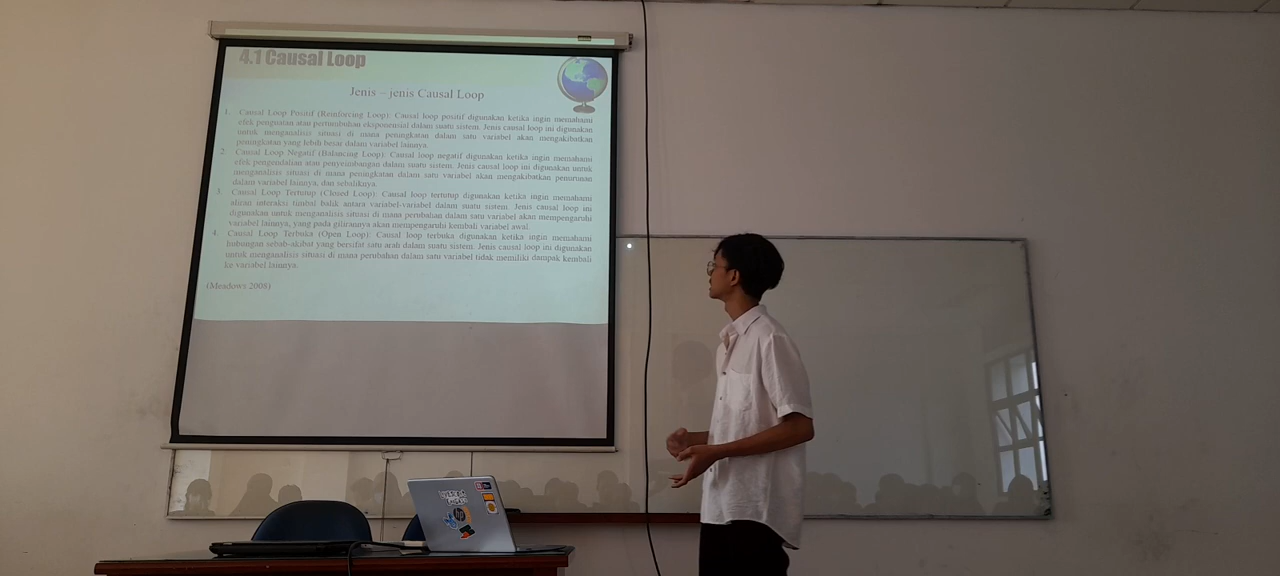 4.1 Causal Loop
Jenis – jenis Causal Loop
1. Causal Loop Positif (Reinforcing Loop): Causal loop positif digunakan ketika ingin memahami
efek penguatan atau pertumbuhan eksponensial dalam suatu sistem. Jenis causal loop ini digunakan
untuk menganalisis situasi di mana peningkatan dalam satu variabel akan mengakibatkan
peningkatan yang lebih besar dalam variabel lainnya.
2. Causal Loop Negatif (Balancing Loop): Causal loop negatif digunakan ketika ingin memahami
efek pengendalian atau penyeimbangan dalam suatu sistem. Jenis causal loop ini digunakan untuk
menganalisis situasi di mana peningkatan dalam satu variabel akan mengakibatkan penurunan
dalam variabel lainnya, dan sebaliknya.
3. Causal Loop Tertutup (Closed Loop): Causal loop tertutup digunakan ketika ingin memahami
aliran interaksi timbal balik antara variabel-variabel dalam suatu sistem. Jenis causal loop ini
digunakan untuk menganalisis situasi di mana perubahan dalam satu variabel akan mempengaruhi
variabel lainnya, yang pada gilirannya akan mempengaruhi kembali variabel awal.
4. Causal Loop Terbuka (Open Loop): Causal loop terbuka digunakan ketika ingin memahami
hubungan sebab-akibat yang bersifat satu arah dalam suatu sistem. Jenis causal loop ini digunakan
untuk menganalisis situasi di mana perubahan dalam satu variabel tidak memiliki dampak kembali
ke variabel lainnya.
(Meadows 2008)
hp